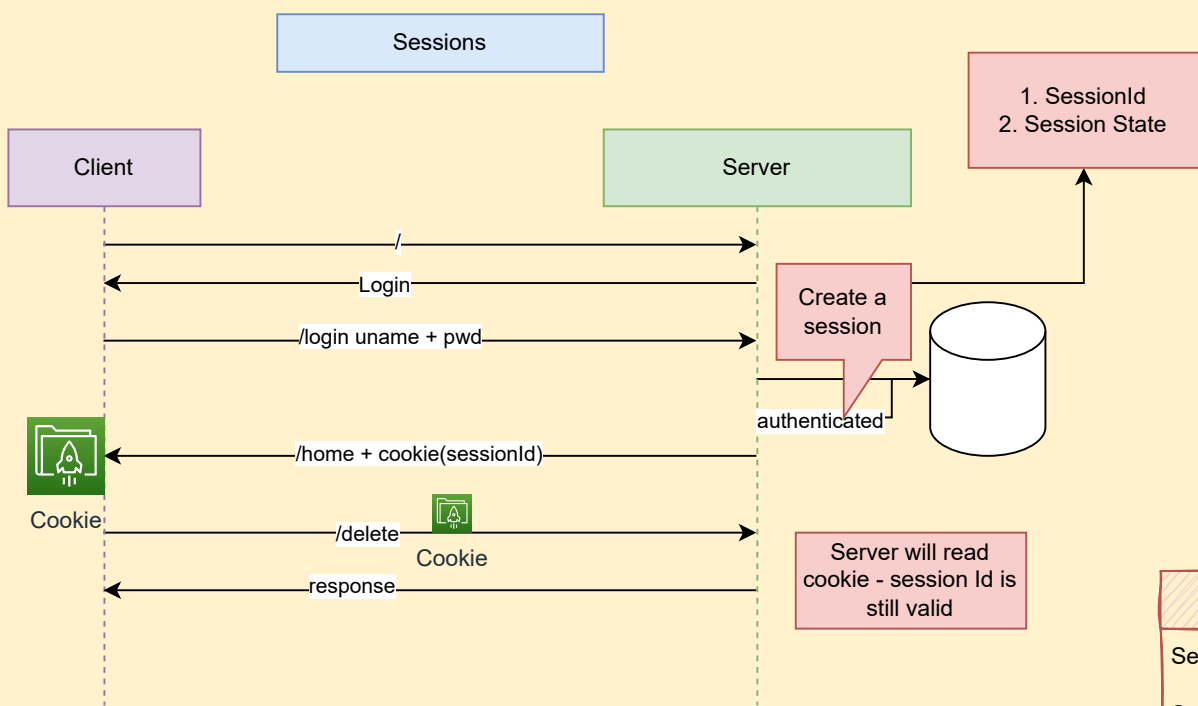 Sessions
1. SessionId
2. Session State
Client
Server
/
Login
Create a
session
/login uname + pwd
authenticated
/home + cookie(sessionId)
Cookie
/delete
Cookie
response
Server will read
cookie - session Id is
still valid
Se